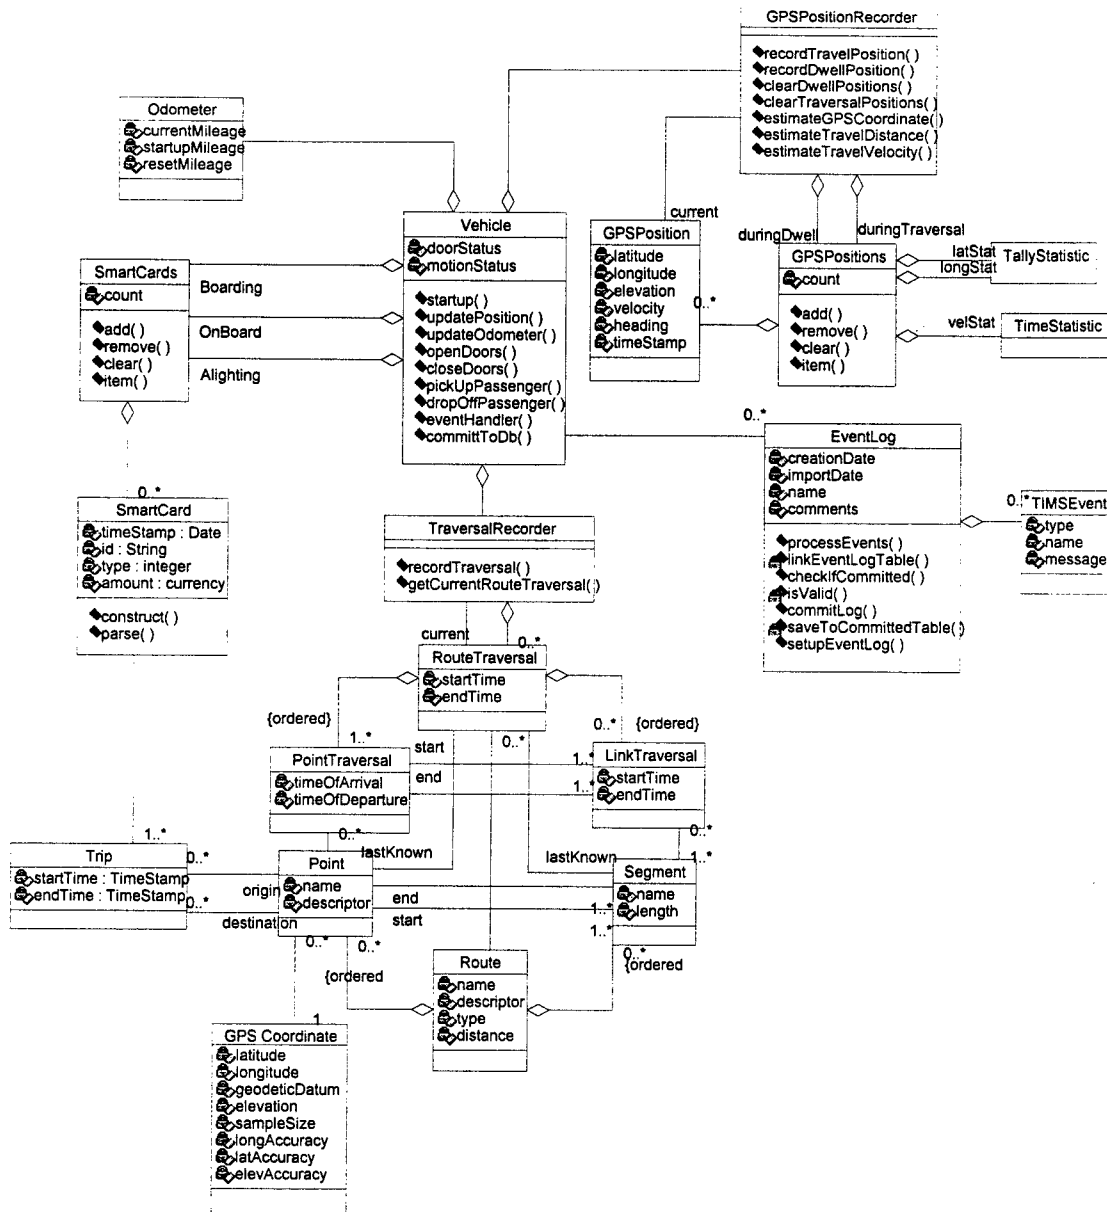 GPSPositionRecorder
recordTravelPosition( )
recordDwellPosition( )
clearDwellPositions( )
clearTraversalPositions( )
estimateGPSCoordinate( )
estimateTravelDistance( )
estimateTravelVelocity( )
Odometer
currentMileage
startupMileage
resetMileage
current
Vehicle
doorStatus
motionStatus
startup( )
updatePosition( )
updateOdometer( )
openDoors( )
closeDoors( )
pickUpPassenger( )
dropOffPassenger( )
eventHandler( )
committToDb( )
GPSPosition
latitude
longitude
elevation
velocity
heading
timeStamp
0..*
duringDwell
duringTraversal
GPSPositions
count
add( )
remove( )
clear( )
item( )
latStat
longStat
TallyStatistic
velStat
TimeStatistic
SmartCards
count
add( )
remove( )
clear( )
item( )
Boarding
OnBoard
Alighting
0..*
SmartCard
timeStamp : Date
id : String
type : integer
amount : currency
construct( )
parse( )
0..*
EventLog
creationDate
importDate
name
comments
processEvents( )
linkEventLogTable( )
checkIfCommitted( )
isValid( )
commitLog( )
saveToCommittedTable( )
setupEventLog( )
0..*
TIMSEvent
type
name
message
TraversalRecorder
recordTraversal( )
getCurrentRouteTraversal( )
current
0..*
RouteTraversal
startTime
endTime
{ordered}
1..*
start
end
0..*
0..*
{ordered}
1..*
1..*
PointTraversal
timeOfArrival
timeOfDeparture
LinkTraversal
startTime
endTime
0..*
lastKnown
lastKnown
0..*
1..*
1..*
Trip
startTime : TimeStamp
endTime : TimeStamp
0..*
0..*
origin
destination
Point
name
descriptor
end
start
1..*
1..*
Segment
name
length
0..*
0..*
{ordered
0..*
{ordered
Route
name
descriptor
type
distance
1
GPS Coordinate
latitude
longitude
geodeticDatum
elevation
sampleSize
longAccuracy
latAccuracy
elevAccuracy